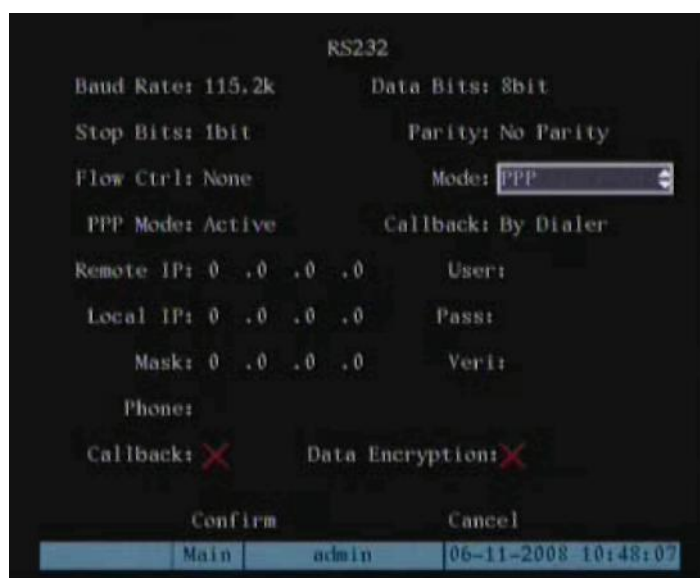 RS232
Baud Rate: 115.2k Data Bits: 8bit
Stop Bits: 1bit Parity: No Parity
Flow Ctrl: None Mode: PPP
PPP Mode: Active Callback: By Dialer
Remote IP: 0 .0 .0 .0 User:
Local IP: 0 .0 .0 .0 Pass:
Mask: 0 .0 .0 .0 Veri:
Phone:
Callback: Data Encryption:
Confirm Cancel
Main admin 06-11-2008 10:48:07